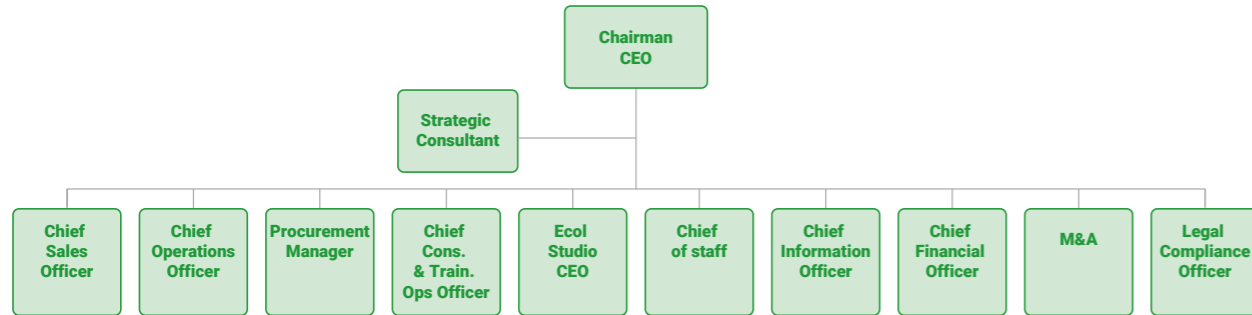 Chairman
CEO
Strategic
Consultant
Chief
Sales
Officer
Chief
Operations
Officer
Procurement
Manager
Chief
Cons.
& Train.
Ops Officer
Ecol
Studio
CEO
Chief
of staff
Chief
Information
Officer
Chief
Financial
Officer
M&A
Legal
Compliance
Officer